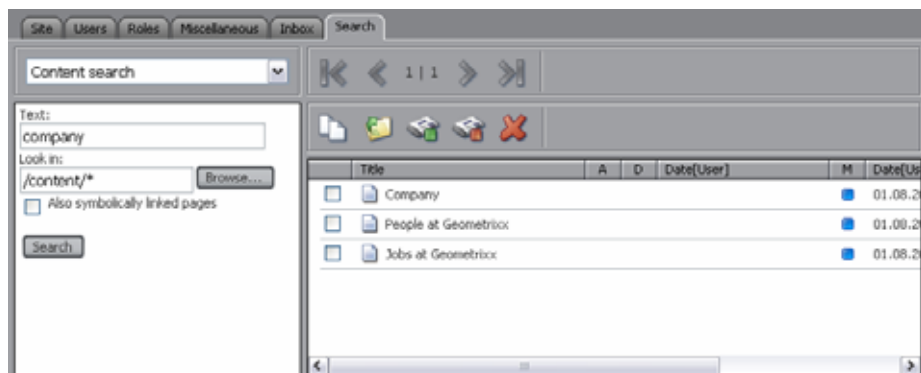 Site Users Roles Miscellaneous Inbox Search
Content search
1 | 1
Text:
company
Look in:
/content/*
Browse...
Also symbolically linked pages
Search
Title A D Date[User] M Date[Us
Company 01.08.2
People at Geometrixx 01.08.2
Jobs at Geometrixx 01.08.2